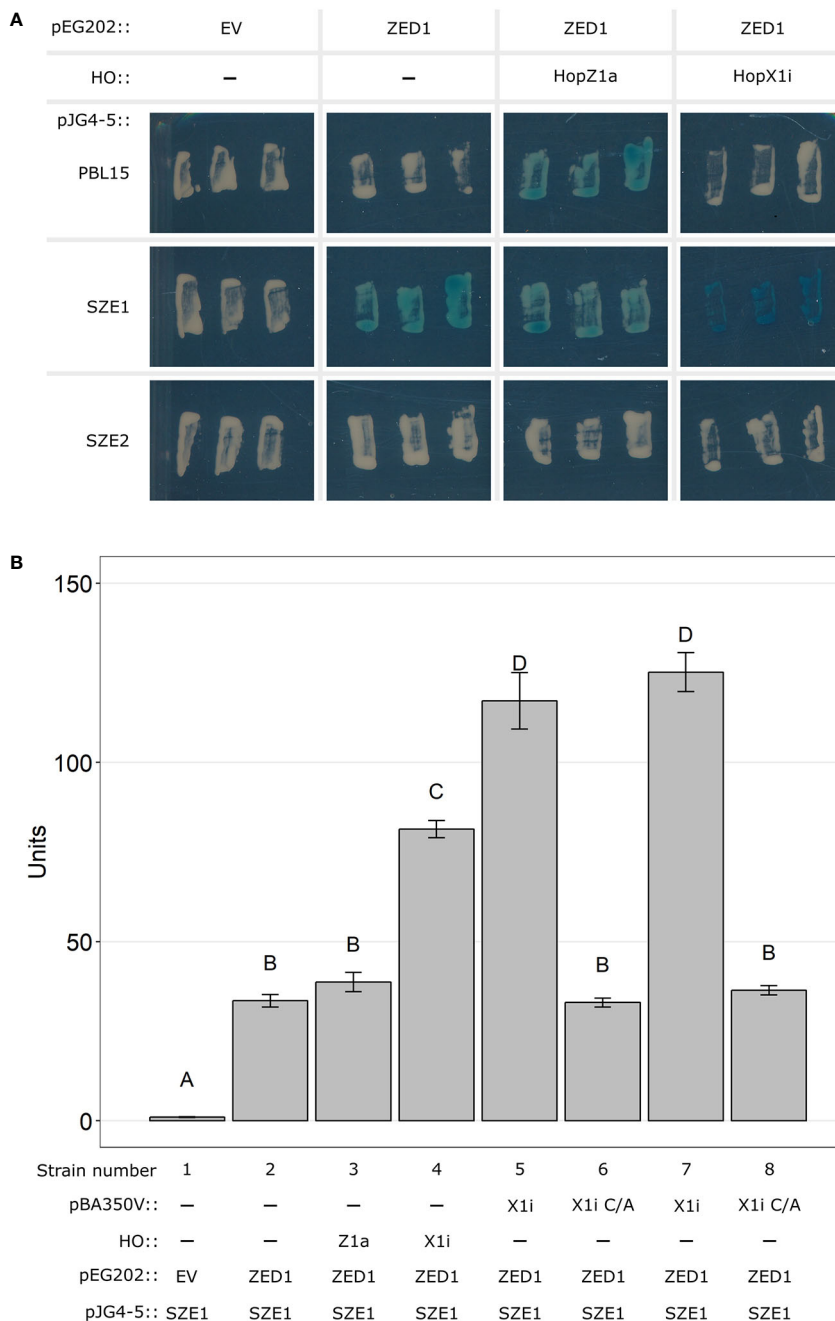 A
pEG202:: EV ZED1 ZED1 ZED1
HO:: – – HopZ1a HopX1i
pJG4-5::
PBL15
SZE1
SZE2
B
150
100
50
0
Units
A B B C D B D B
Strain number 1 2 3 4 5 6 7 8
pBA350V:: – – – – X1i X1i C/A X1i X1i C/A
HO:: – – Z1a X1i – – – –
pEG202:: EV ZED1 ZED1 ZED1 ZED1 ZED1 ZED1 ZED1
pJG4-5:: SZE1 SZE1 SZE1 SZE1 SZE1 SZE1 SZE1 SZE1